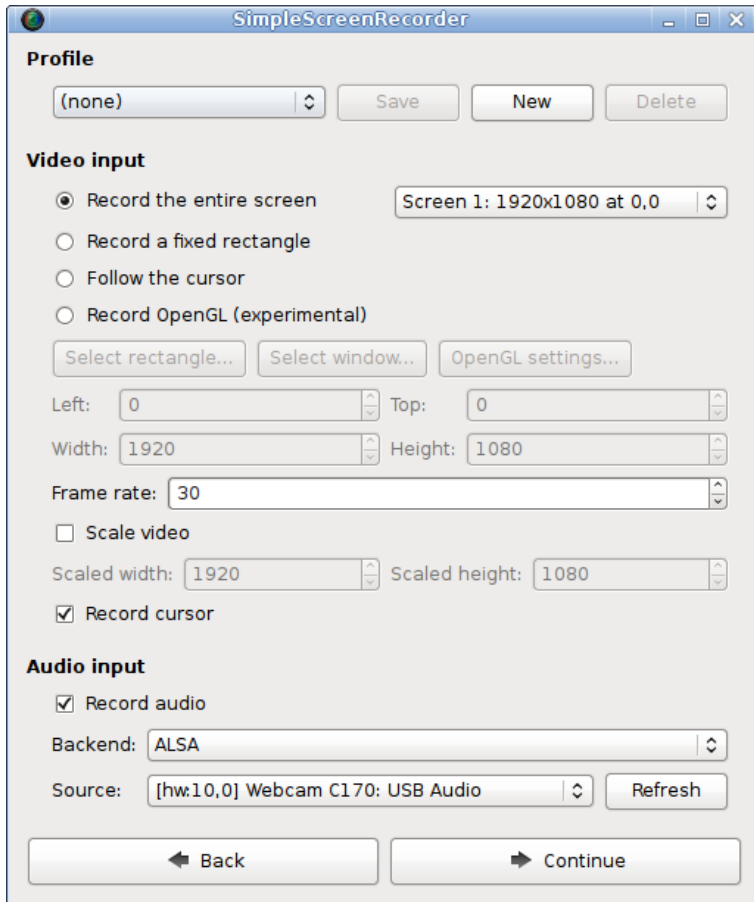 SimpleScreenRecorder
Profile
(none) Save New Delete
Video input
Record the entire screen Screen 1: 1920x1080 at 0,0
Record a fixed rectangle
Follow the cursor
Record OpenGL (experimental)
Select rectangle... Select window... OpenGL settings...
Left: 0 Top: 0
Width: 1920 Height: 1080
Frame rate: 30
Scale video
Scaled width: 1920 Scaled height: 1080
Record cursor
Audio input
Record audio
Backend: ALSA
Source: [hw:10,0] Webcam C170: USB Audio Refresh
Back Continue